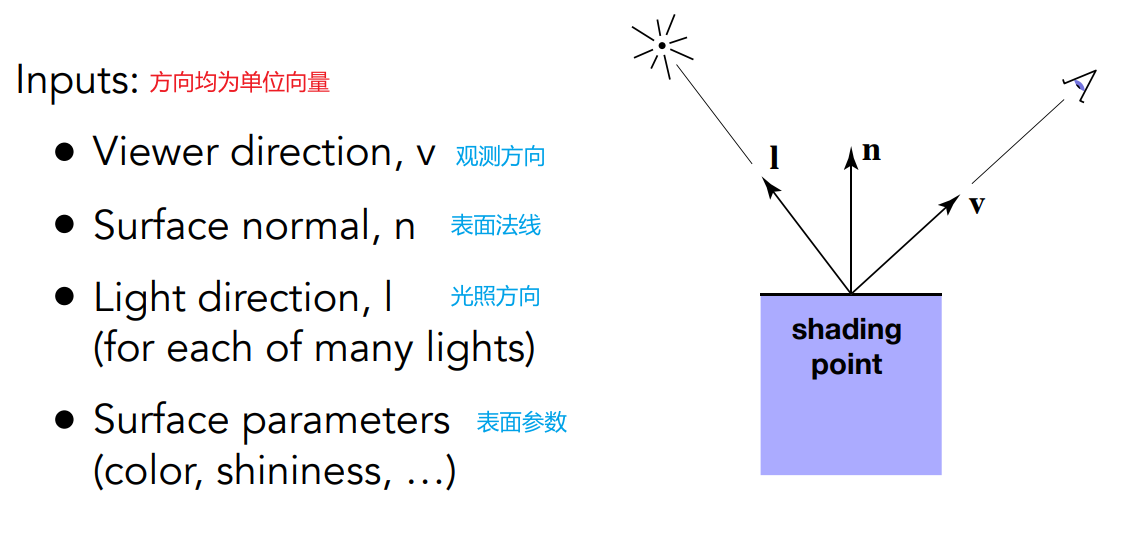 Inputs: 方向均为单位向量
• Viewer direction, v 观测方向
• Surface normal, n 表面法线
• Light direction, l 光照方向
(for each of many lights)
• Surface parameters 表面参数
(color, shininess, …)
l
n
v
shading
point